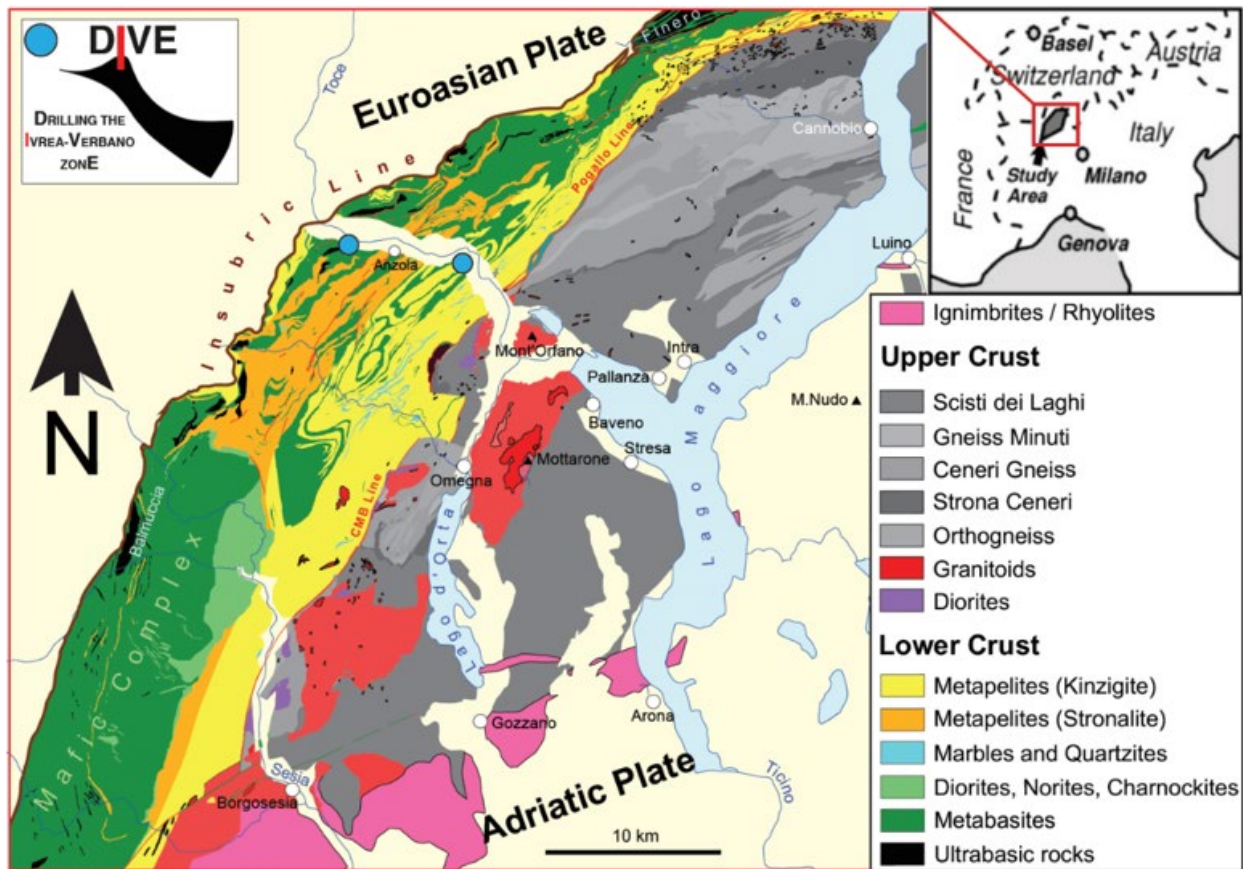 DIVE
DRILLING THE
IVREA-VERBANO
ZONE
Euroasian Plate
Finero
Toce
Insubric Line
Pogallo Line
Cannobio
Anzola
Luino
Mont'Orfano
Intra
Pallanza
M.Nudo
Baveno
Stresa
Mottarone
Omegna
CMB Line
Lago Maggiore
Balmuccia
Mafic Complex
Lago d'Orta
Gozzano
Arona
Sesia
Borgosesia
Adriatic Plate
Ticino
10 km
N
Basel
Austria
Switzerland
Italy
France
Study
Area
Milano
Genova
Ignimbrites / Rhyolites
Upper Crust
Scisti dei Laghi
Gneiss Minuti
Ceneri Gneiss
Strona Ceneri
Orthogneiss
Granitoids
Diorites
Lower Crust
Metapelites (Kinzigite)
Metapelites (Stronalite)
Marbles and Quartzites
Diorites, Norites, Charnockites
Metabasites
Ultrabasic rocks